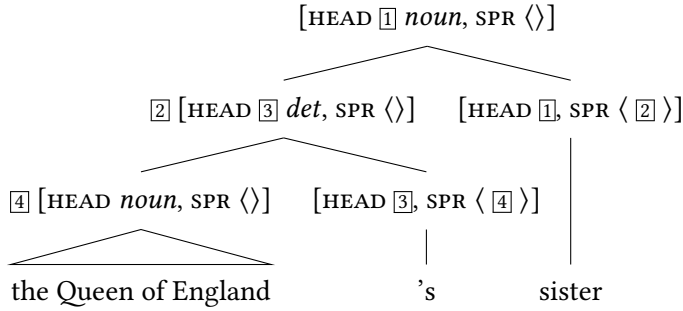 [HEAD 1 noun, SPR ⟨⟩]
2 [HEAD 3 det, SPR ⟨⟩] [HEAD 1, SPR ⟨ 2 ⟩]
4 [HEAD noun, SPR ⟨⟩] [HEAD 3, SPR ⟨ 4 ⟩]
the Queen of England 's sister